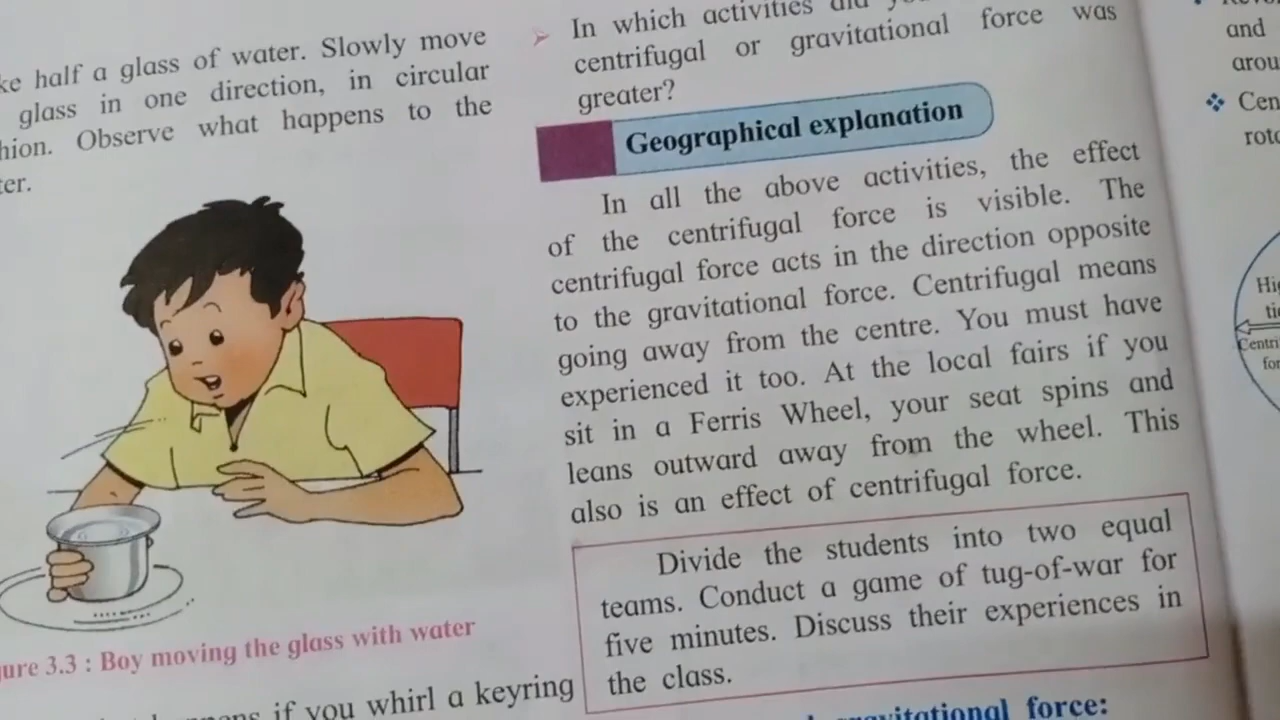 half a glass of water. Slowly move
glass in one direction, in circular
Observe what happens to the
Figure 3.3 : Boy moving the glass with water
if you whirl a keyring
In which activities did
centrifugal or gravitational force was
greater?
Geographical explanation
In all the above activities, the effect
of the centrifugal force is visible. The
centrifugal force acts in the direction opposite
to the gravitational force. Centrifugal means
going away from the centre. You must have
experienced it too. At the local fairs if you
sit in a Ferris Wheel, your seat spins and
leans outward away from the wheel. This
also is an effect of centrifugal force.
Divide the students into two equal
teams. Conduct a game of tug-of-war for
five minutes. Discuss their experiences in
the class.
gravitational force:
and